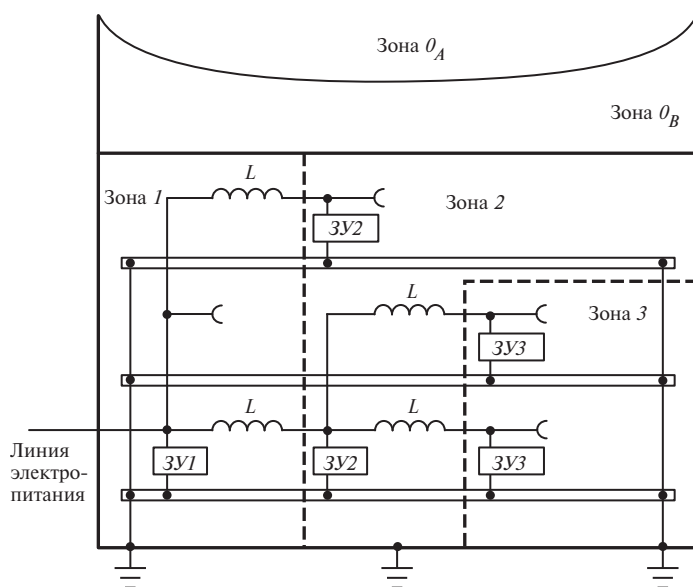 Зона 0A
Зона 0B
L
Зона 1
Зона 2
ЗУ2
L
Зона 3
ЗУ3
L
L
Линия
электро-
питания
ЗУ1
ЗУ2
ЗУ3